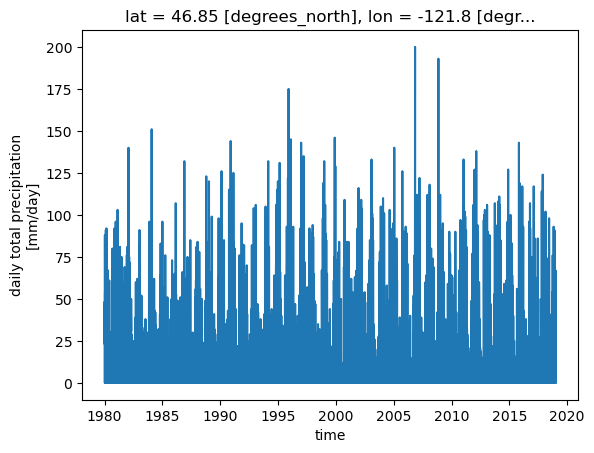 lat = 46.85 [degrees_north], lon = -121.8 [degr...
200
175
150
125
100
75
50
25
0
daily total precipitation
[mm/day]
1980 1985 1990 1995 2000 2005 2010 2015 2020
time